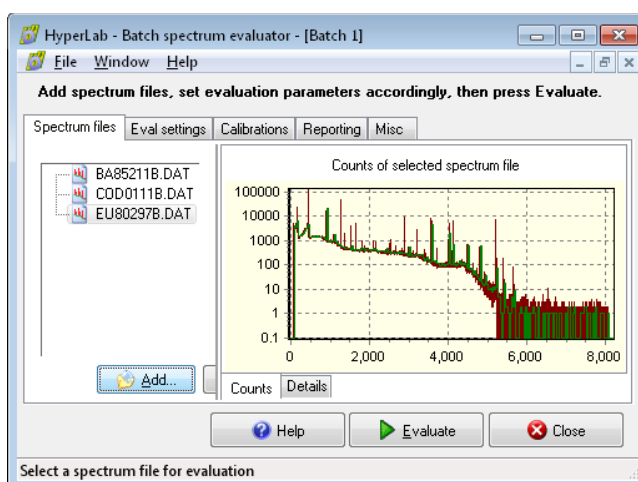 HyperLab - Batch spectrum evaluator - [Batch 1]
File Window Help
Add spectrum files, set evaluation parameters accordingly, then press Evaluate.
Spectrum files Eval settings Calibrations Reporting Misc
BA85211B.DAT
COD0111B.DAT
EU80297B.DAT
Add...
Counts of selected spectrum file
100000
10000
1000
100
10
1
0.1
0 2,000 4,000 6,000 8,000
Counts Details
Help Evaluate Close
Select a spectrum file for evaluation